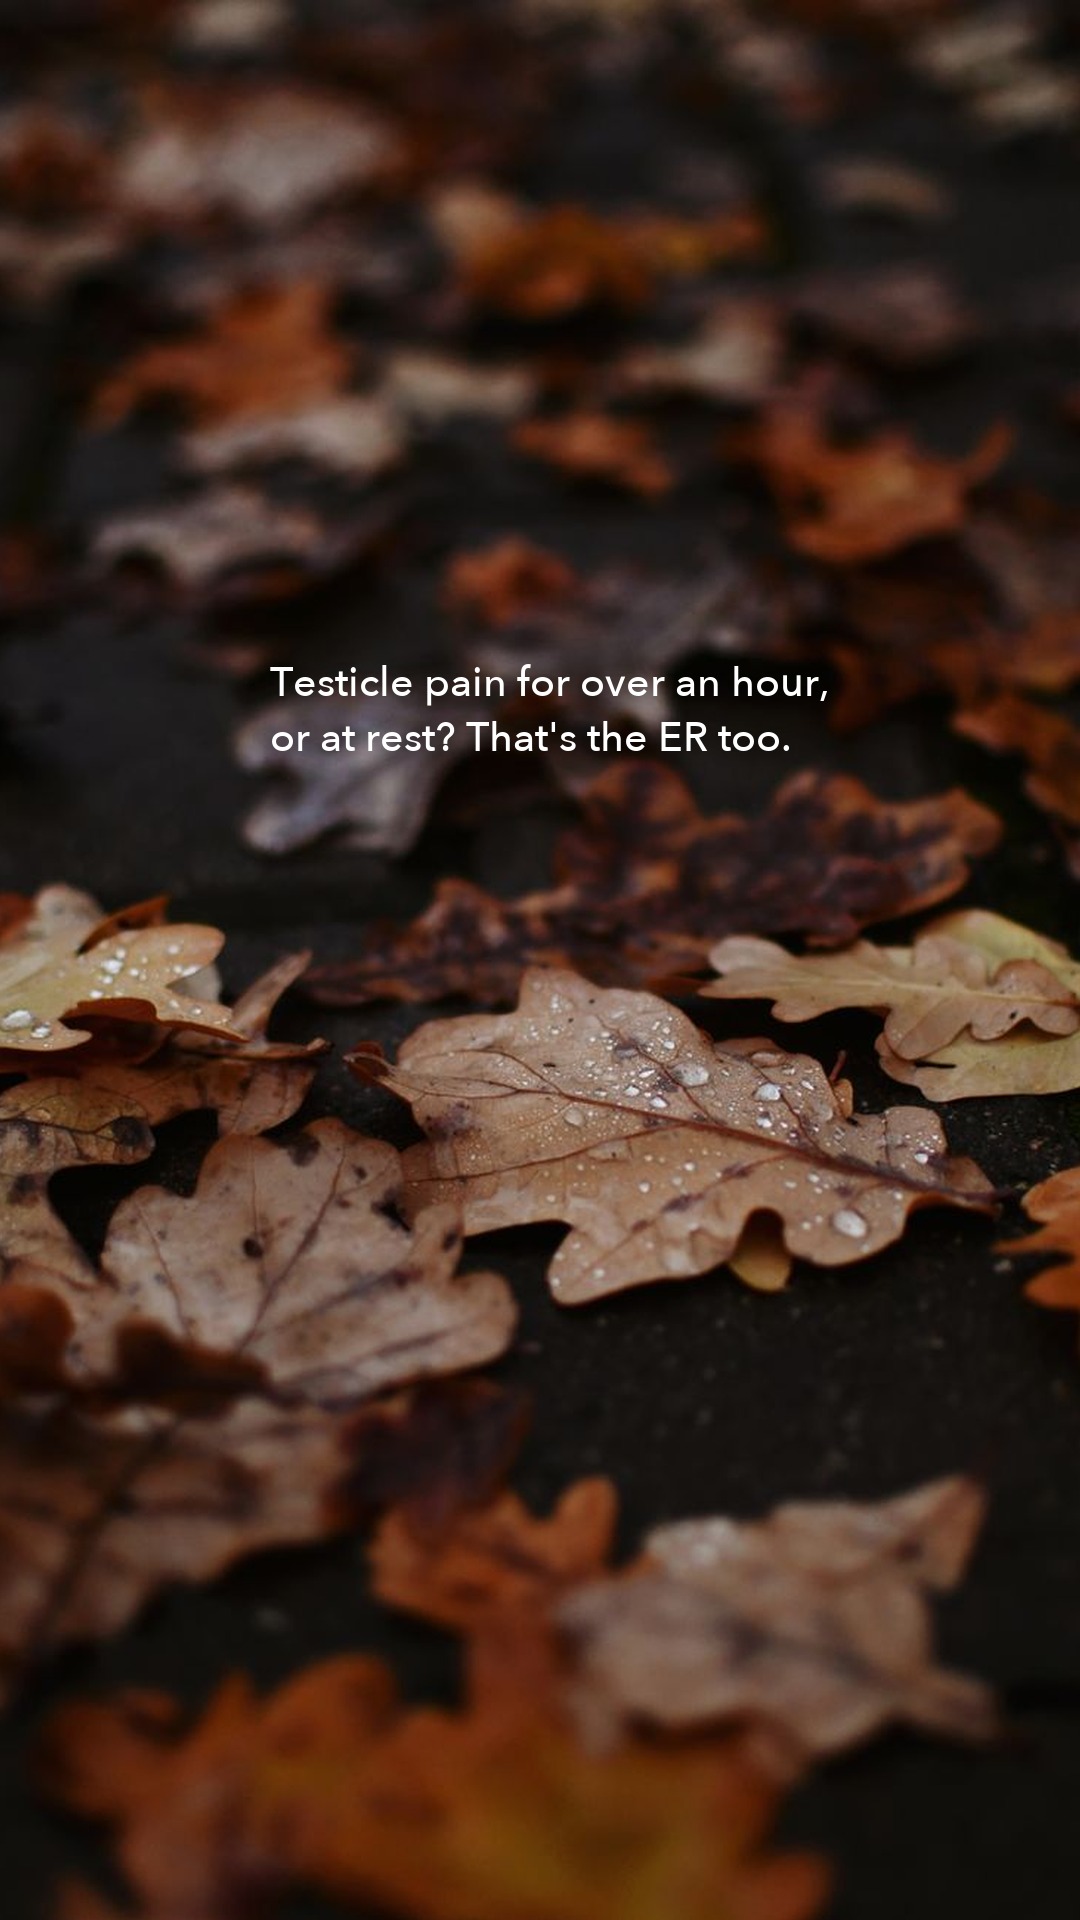 Testicle pain for over an hour,
or at rest? That's the ER too.